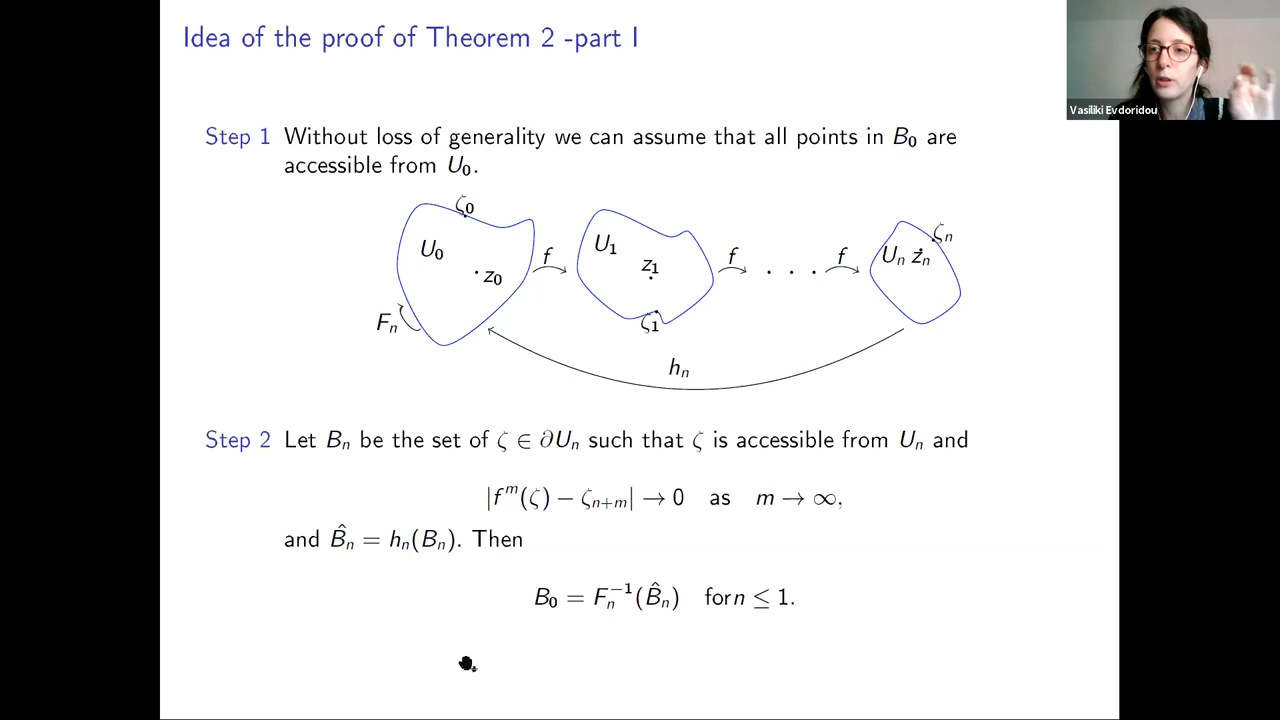 Idea of the proof of Theorem 2 -part I
Vasiliki Evdoridou
Step 1 Without loss of generality we can assume that all points in B₀ are
accessible from U₀.
ζ₀
U₀
z₀
Fₙ
f
U₁
z₁
ζ₁
f
. . .
f
Uₙ zₙ
ζₙ
hₙ
Step 2 Let Bₙ be the set of ζ ∈ ∂Uₙ such that ζ is accessible from Uₙ and
|fᵐ(ζ) − ζₙ₊ₘ| → 0 as m → ∞,
and B̂ₙ = hₙ(Bₙ). Then
B₀ = Fₙ⁻¹(B̂ₙ) forn ≤ 1.